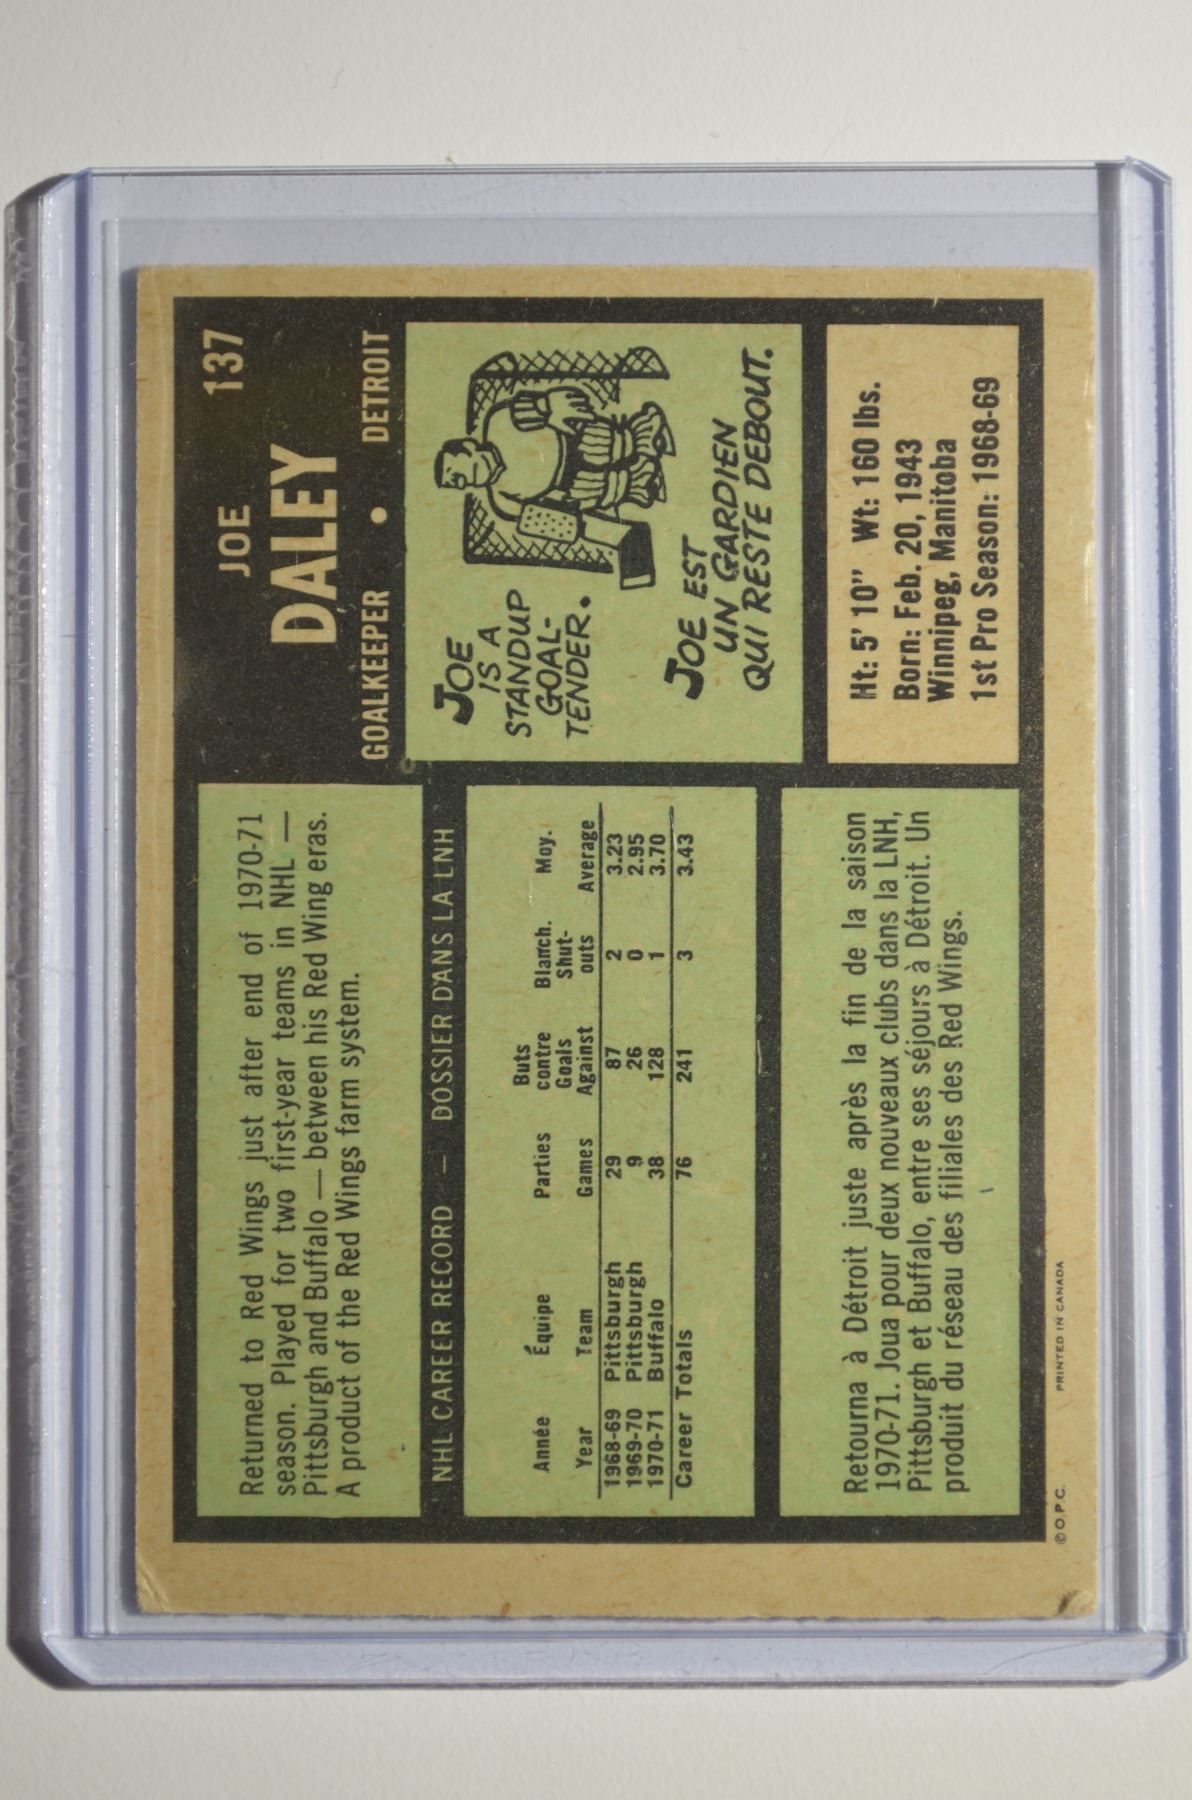 Returned to Red Wings just after end of 1970-71
season. Played for two first-year teams in NHL —
Pittsburgh and Buffalo — between his Red Wing eras.
A product of the Red Wings farm system.
JOE 137
DALEY
GOALKEEPER • DETROIT
NHL CAREER RECORD — DOSSIER DANS LA LNH
Année Équipe Parties Buts contre Blanch. Moy.
Year Team Games Goals Against Shut-outs Average
1968-69 Pittsburgh 29 87 2 3.23
1969-70 Pittsburgh 9 26 0 2.95
1970-71 Buffalo 38 128 1 3.70
Career Totals 76 241 3 3.43
JOE
IS A
STANDUP
GOAL-
TENDER.
JOE EST
UN GARDIEN
QUI RESTE DEBOUT.
Retourna à Détroit juste après la fin de la saison
1970-71. Joua pour deux nouveaux clubs dans la LNH,
Pittsburgh et Buffalo, entre ses séjours à Détroit. Un
produit du réseau des filiales des Red Wings.
Ht: 5' 10" Wt: 160 lbs.
Born: Feb. 20, 1943
Winnipeg, Manitoba
1st Pro Season: 1968-69
© O.P.C. PRINTED IN CANADA